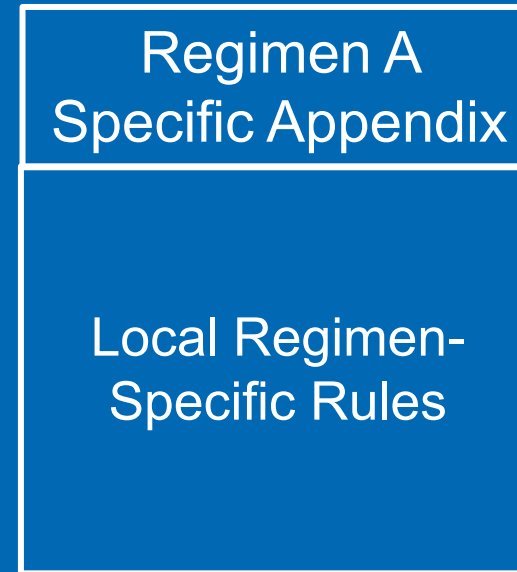 Regimen A
Specific Appendix
Local Regimen-
Specific Rules